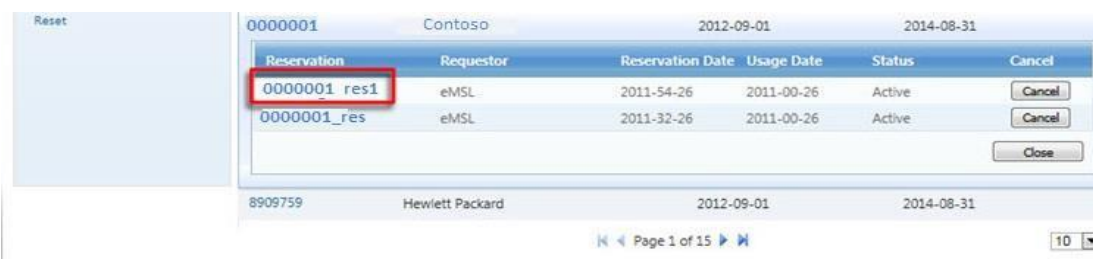 Reset
0000001 Contoso 2012-09-01 2014-08-31
Reservation Requestor Reservation Date Usage Date Status Cancel
0000001_res1 eMSL 2011-54-26 2011-00-26 Active Cancel
0000001_res eMSL 2011-32-26 2011-00-26 Active Cancel
Close
8909759 Hewlett Packard 2012-09-01 2014-08-31
Page 1 of 15 10